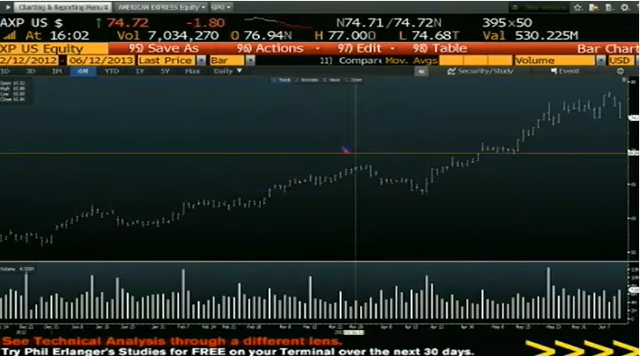 Charting & Reporting Menu AMERICAN EXPRESS Equity GPO
AXP US $ 74.72 -1.80 N74.71/74.72N 395×50
At 16:02 Vol 7,034,270 O 76.94N H 77.000 L 74.68T Val 530.225M
XP US Equity 95) Save As 96) Actions 97) Edit 98) Table Bar Chart
2/12/2012 - 06/12/2013 Last Price Bar 11) Compare Mov. Avgs Volume USD
1D 3D 1M 6M YTD 1Y 5Y Max Daily « Security/Study Event
See Technical Analysis through a different lens.
Try Phil Erlanger's Studies for FREE on your Terminal over the next 30 days.